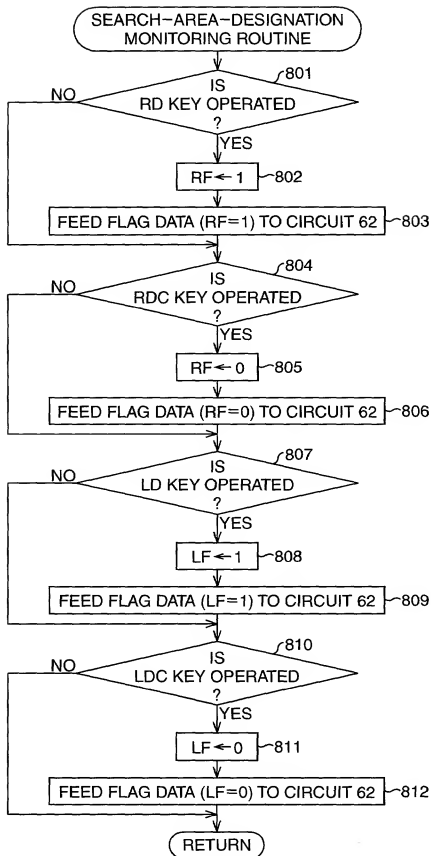 SEARCH-AREA-DESIGNATION
MONITORING ROUTINE
801
NO
IS
RD KEY OPERATED
?
YES
RF←1
802
FEED FLAG DATA (RF=1) TO CIRCUIT 62
803
804
NO
IS
RDC KEY OPERATED
?
YES
RF←0
805
FEED FLAG DATA (RF=0) TO CIRCUIT 62
806
807
NO
IS
LD KEY OPERATED
?
YES
LF←1
808
FEED FLAG DATA (LF=1) TO CIRCUIT 62
809
810
NO
IS
LDC KEY OPERATED
?
YES
LF←0
811
FEED FLAG DATA (LF=0) TO CIRCUIT 62
812
RETURN